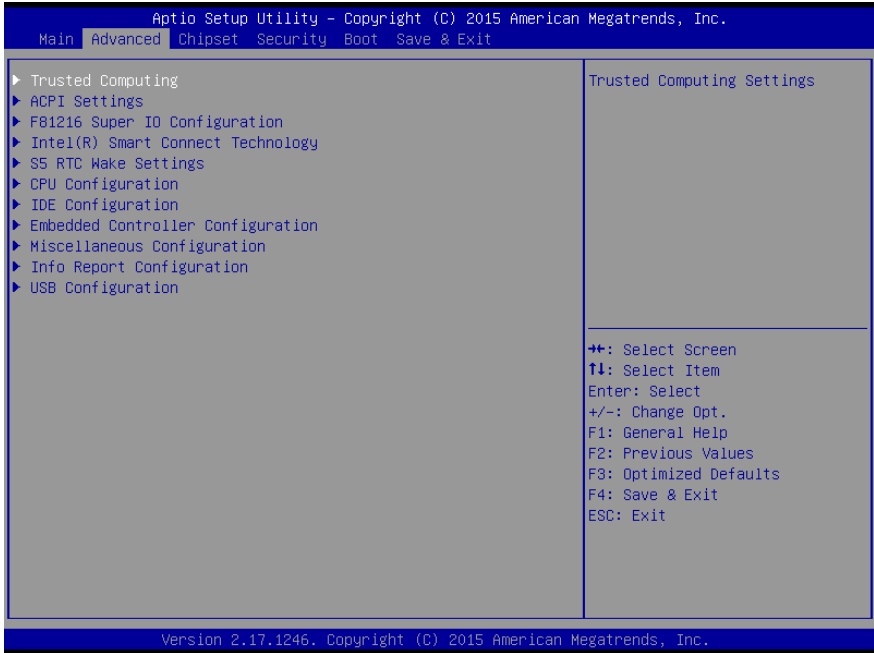 Aptio Setup Utility – Copyright (C) 2015 American Megatrends, Inc.
Main Advanced Chipset Security Boot Save & Exit
Trusted Computing
ACPI Settings
F81216 Super IO Configuration
Intel(R) Smart Connect Technology
S5 RTC Wake Settings
CPU Configuration
IDE Configuration
Embedded Controller Configuration
Miscellaneous Configuration
Info Report Configuration
USB Configuration
Trusted Computing Settings
→←: Select Screen
↑↓: Select Item
Enter: Select
+/-: Change Opt.
F1: General Help
F2: Previous Values
F3: Optimized Defaults
F4: Save & Exit
ESC: Exit
Version 2.17.1246. Copyright (C) 2015 American Megatrends, Inc.